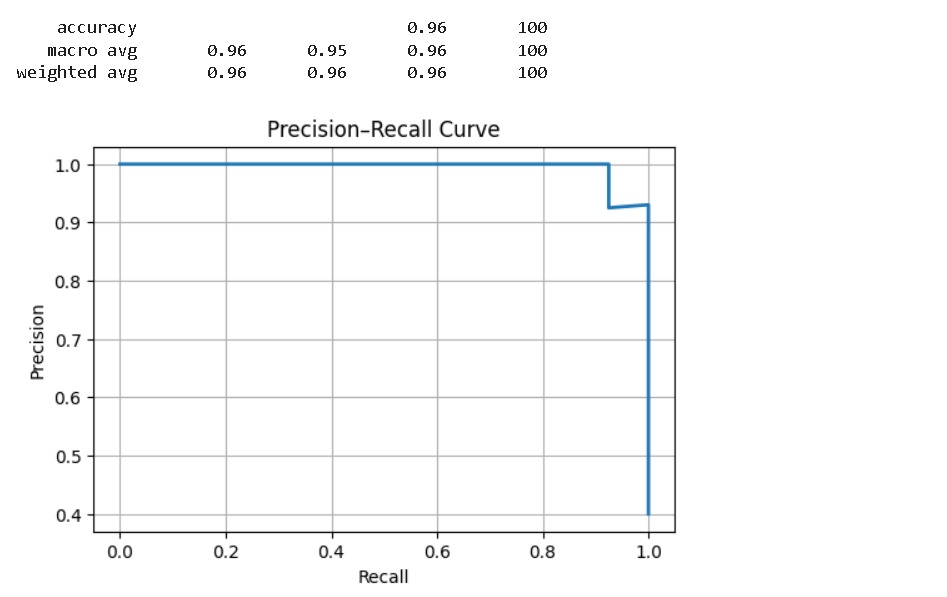 accuracy 0.96 100
macro avg 0.96 0.95 0.96 100
weighted avg 0.96 0.96 0.96 100
Precision–Recall Curve
1.0
0.9
0.8
0.7
0.6
0.5
0.4
Precision
0.0 0.2 0.4 0.6 0.8 1.0
Recall